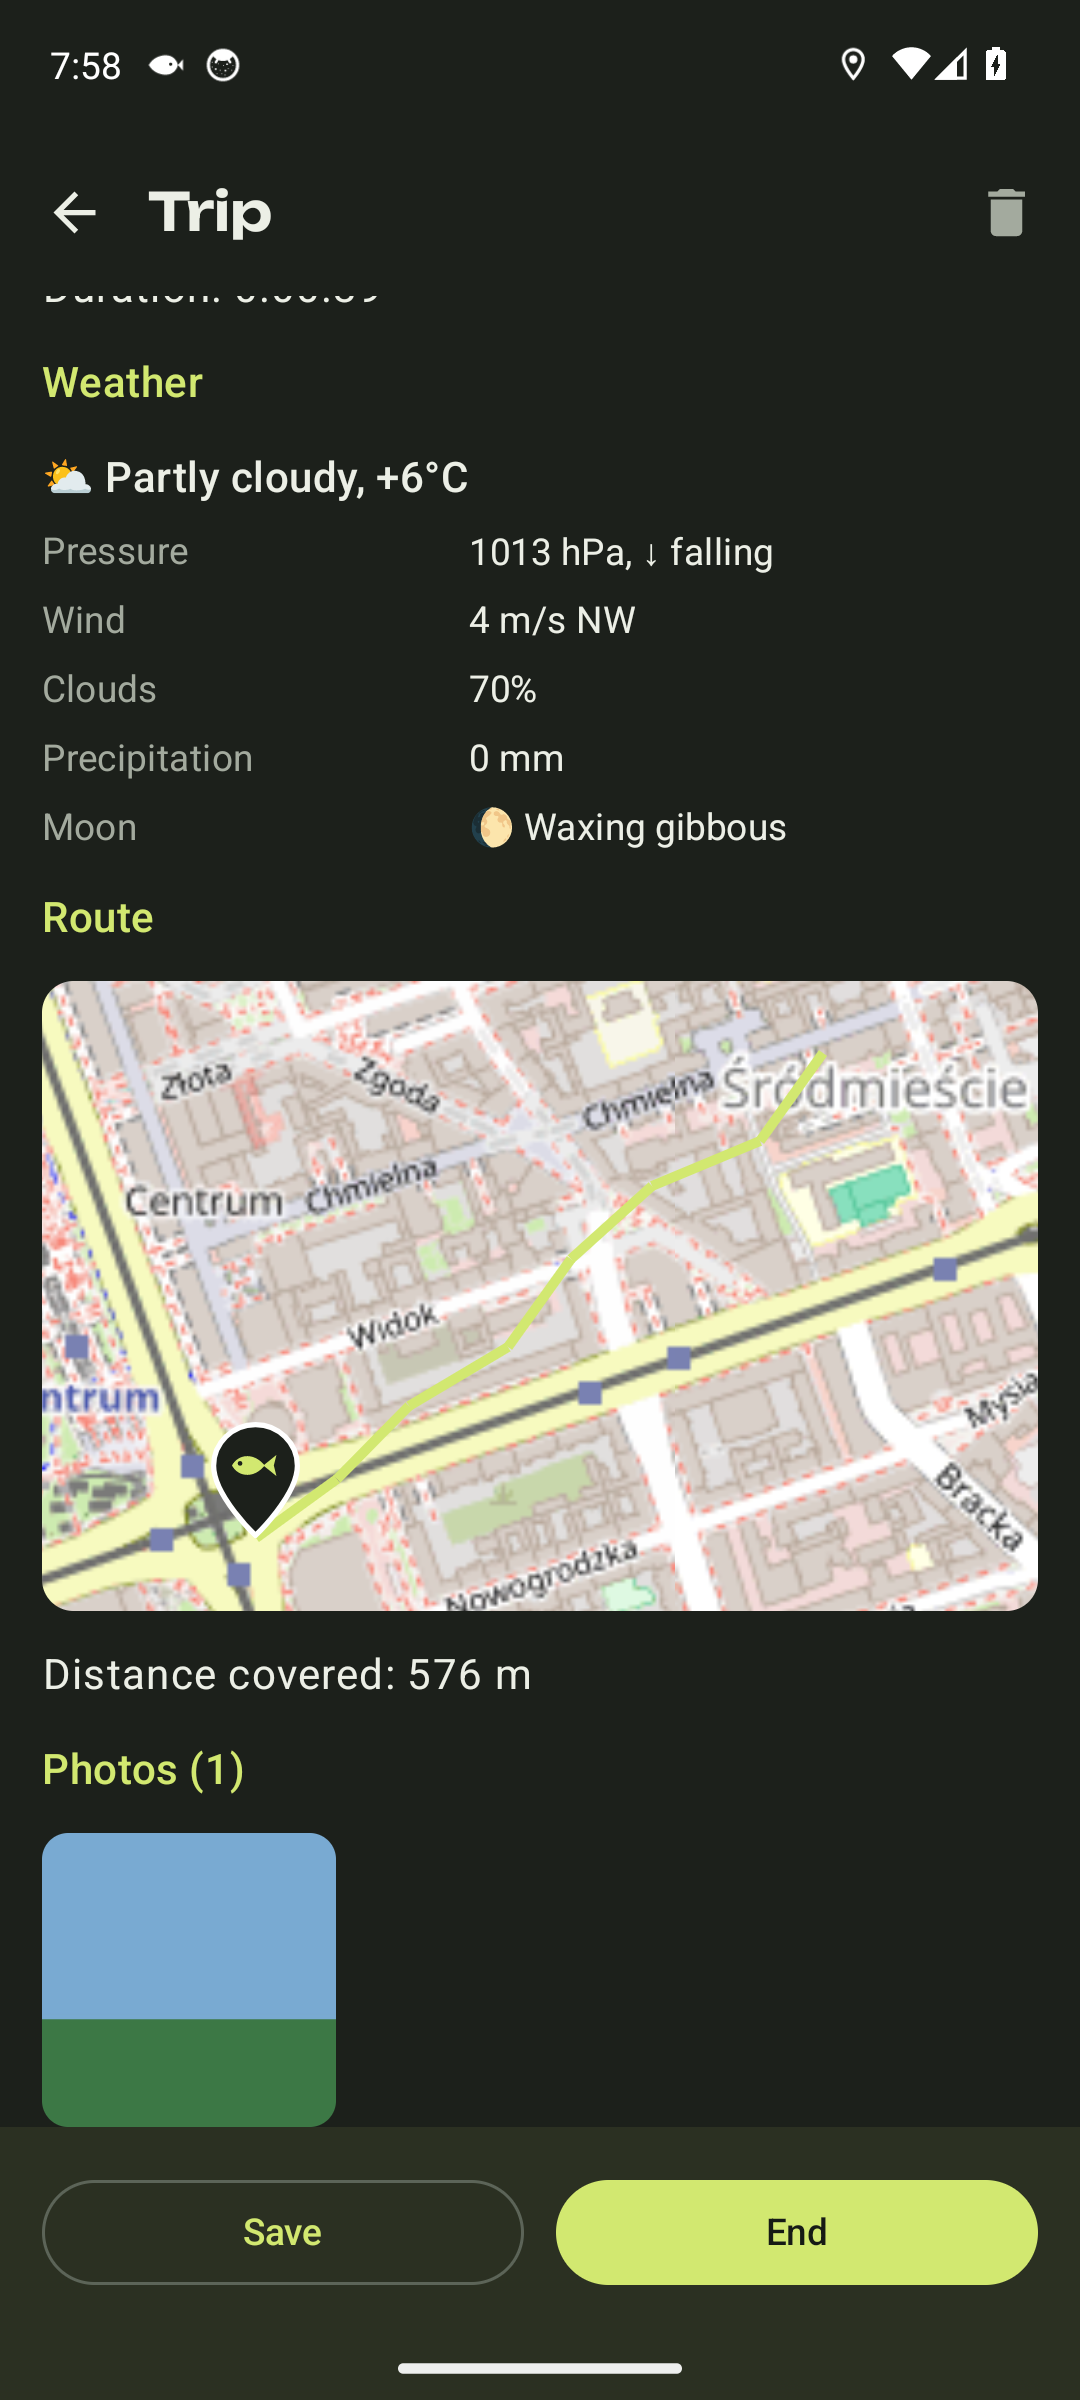 7:58
Trip
Weather
⛅ Partly cloudy, +6°C
Pressure 1013 hPa, ↓ falling
Wind 4 m/s NW
Clouds 70%
Precipitation 0 mm
Moon 🌔 Waxing gibbous
Route
Złota
Zgoda
Chmielna
Śródmieście
Centrum
Chmielna
Widok
ntrum
Mysia
Bracka
Nowogrodzka
Distance covered: 576 m
Photos (1)
Save
End